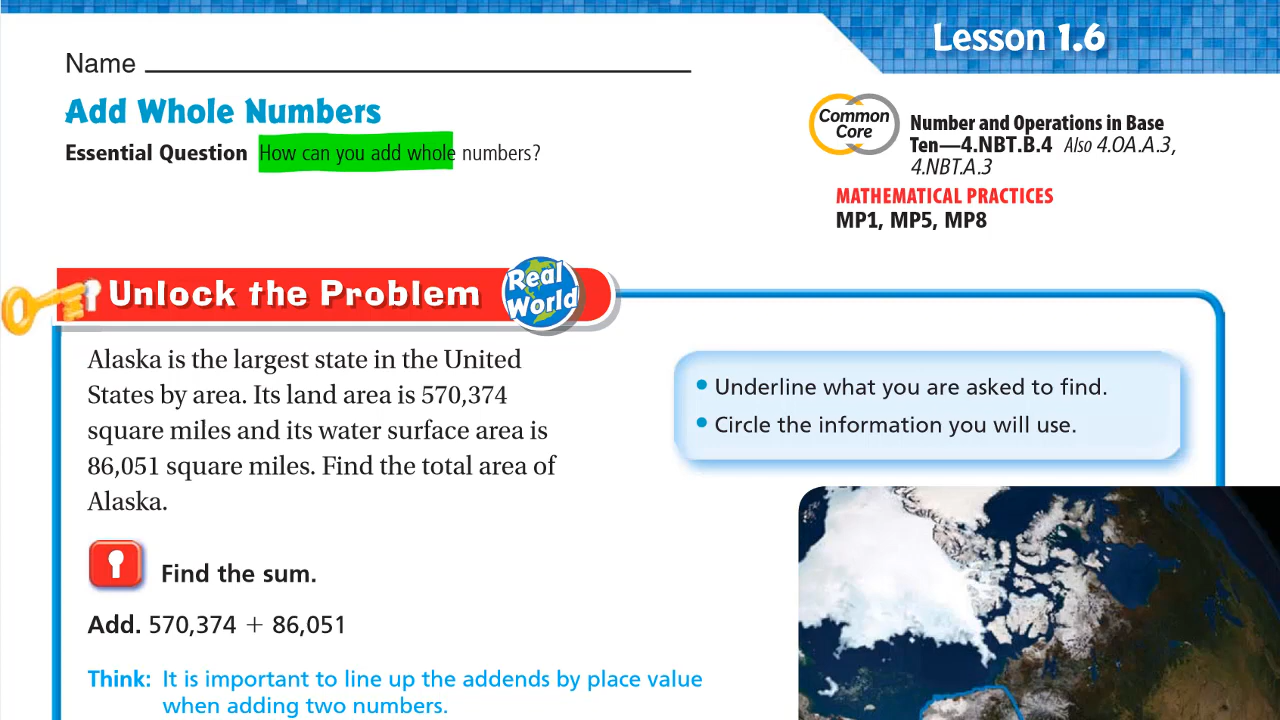 Lesson 1.6
Name
Add Whole Numbers
Essential Question How can you add whole numbers?
Common
Core
Number and Operations in Base
Ten—4.NBT.B.4 Also 4.OA.A.3,
4.NBT.A.3
MATHEMATICAL PRACTICES
MP1, MP5, MP8
Unlock the Problem
Real
World
Alaska is the largest state in the United
States by area. Its land area is 570,374
square miles and its water surface area is
86,051 square miles. Find the total area of
Alaska.
• Underline what you are asked to find.
• Circle the information you will use.
Find the sum.
Add. 570,374 + 86,051
Think: It is important to line up the addends by place value
when adding two numbers.